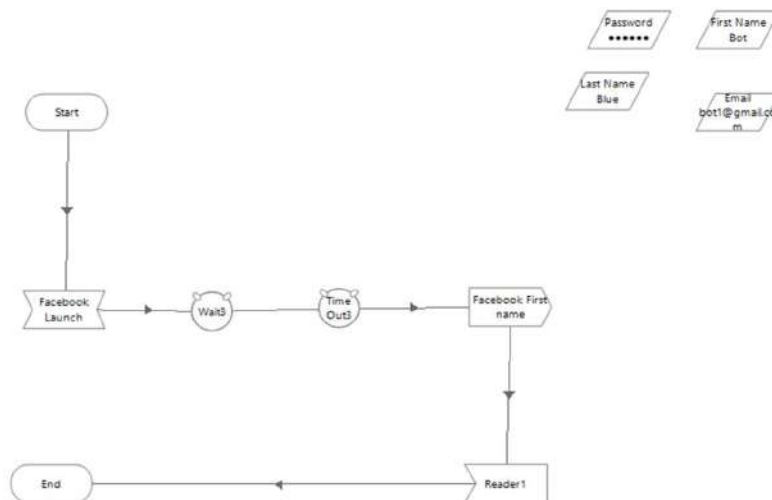 Password
●●●●●●
First Name
Bot
Last Name
Blue
Email
bot1@gmail.co
m
Start
Facebook
Launch
Wait3
Time
Out3
Facebook First
name
End
Reader1